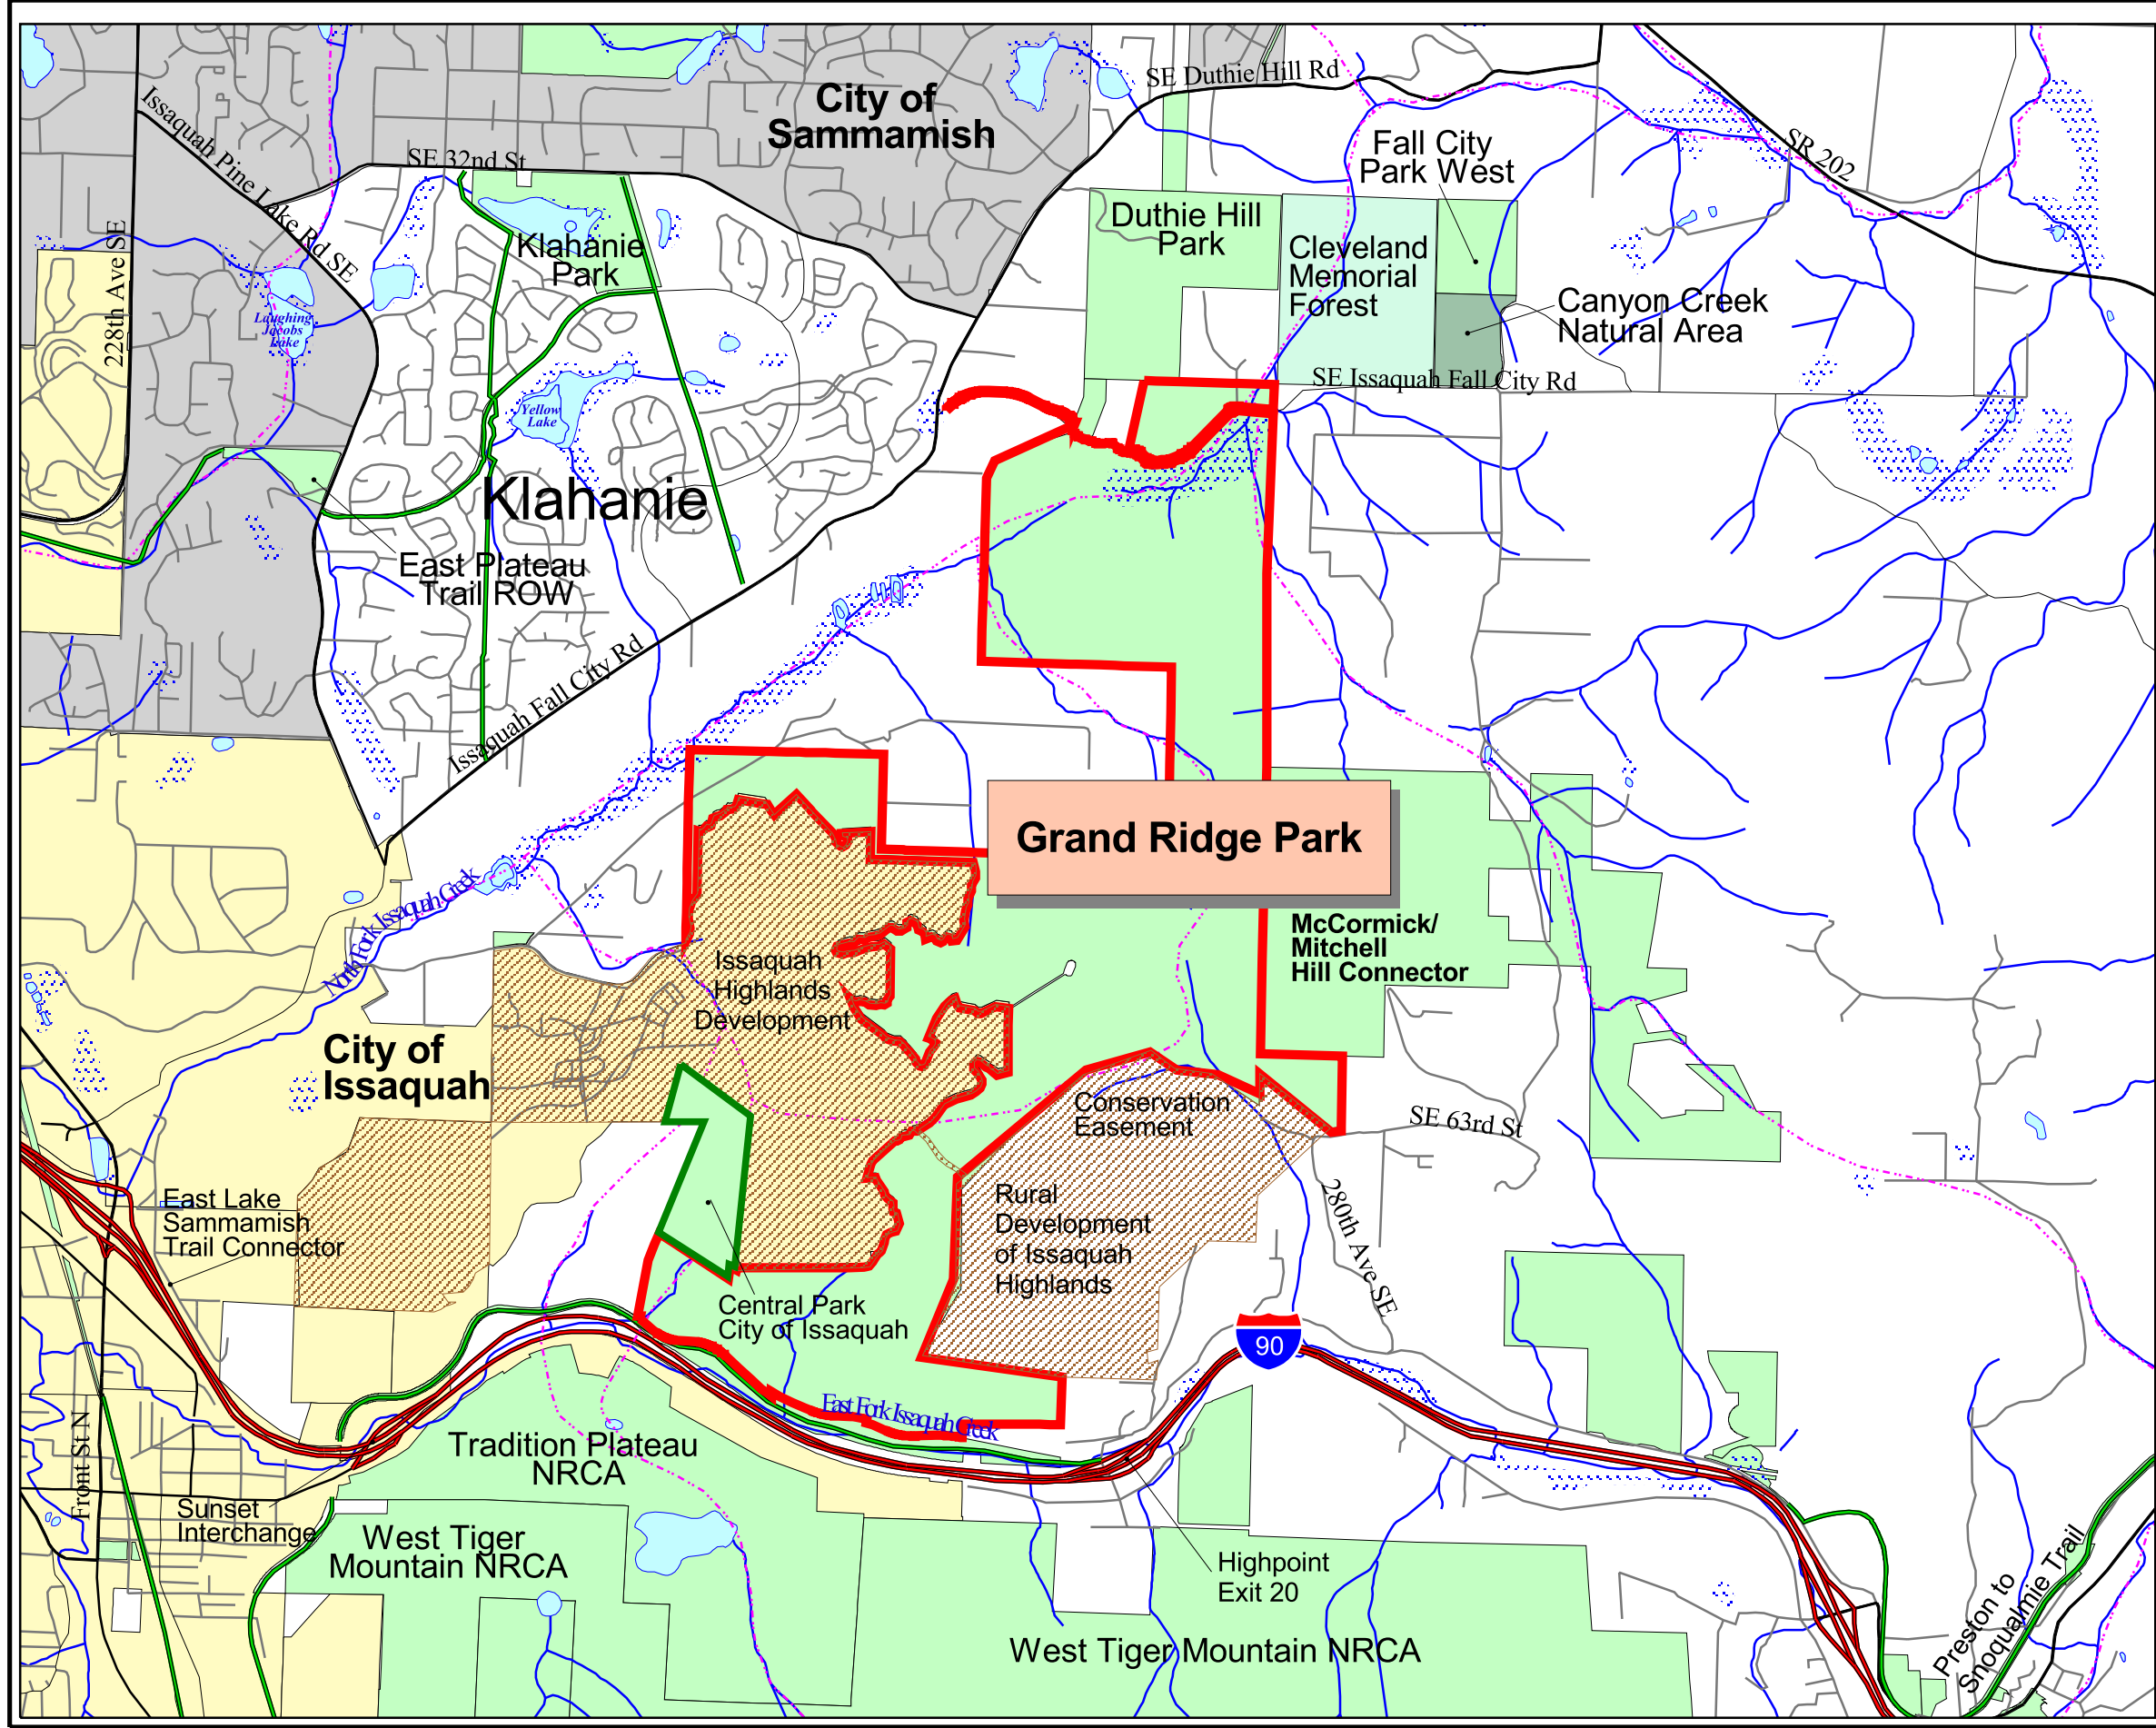 City of
Sammamish
SE Duthie Hill Rd
Issaquah Pine Lake Rd SE
SE 32nd St
SR 202
Fall City
Park West
228th Ave SE
Klahanie
Park
Duthie Hill
Park
Cleveland
Memorial
Forest
Canyon Creek
Natural Area
Laughing
Jacobs
Lake
SE Issaquah Fall City Rd
Yellow
Lake
Klahanie
East Plateau
Trail ROW
Issaquah Fall City Rd
Grand Ridge Park
North Fork Issaquah Creek
McCormick/
Mitchell
Hill Connector
Issaquah
Highlands
Development
City of
Issaquah
Conservation
Easement
SE 63rd St
East Lake
Sammamish
Trail Connector
Rural
Development
of Issaquah
Highlands
280th Ave SE
Central Park
City of Issaquah
90
East Fork Issaquah Creek
Front St N
Tradition Plateau
NRCA
Sunset
Interchange
West Tiger
Mountain NRCA
Highpoint
Exit 20
West Tiger Mountain NRCA
Preston to
Snoqualmie Trail